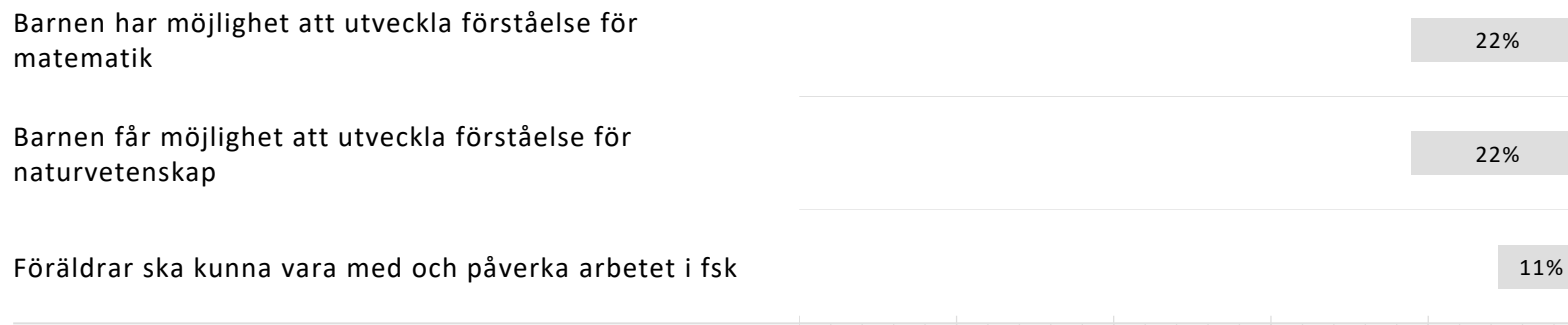 Barnen har möjlighet att utveckla förståelse för
matematik
22%
Barnen får möjlighet att utveckla förståelse för
naturvetenskap
22%
Föräldrar ska kunna vara med och påverka arbetet i fsk
11%